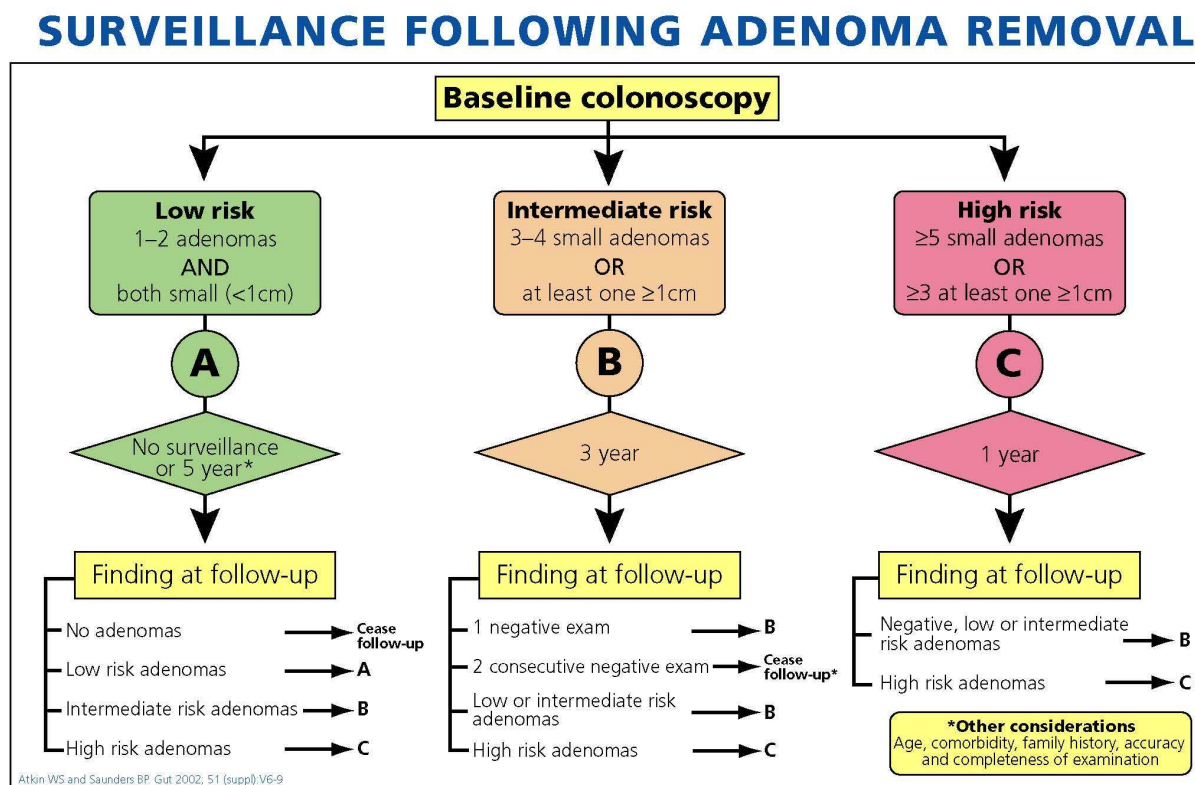 SURVEILLANCE FOLLOWING ADENOMA REMOVAL
Baseline colonoscopy
Low risk
1–2 adenomas
AND
both small (<1cm)
A
No surveillance
or 5 year*
Finding at follow-up
No adenomas
Cease
follow-up
Low risk adenomas
A
Intermediate risk adenomas
B
High risk adenomas
C
Intermediate risk
3–4 small adenomas
OR
at least one ≥1cm
B
3 year
Finding at follow-up
1 negative exam
B
2 consecutive negative exam
Cease
follow-up*
Low or intermediate risk
adenomas
B
High risk adenomas
C
High risk
≥5 small adenomas
OR
≥3 at least one ≥1cm
C
1 year
Finding at follow-up
Negative, low or intermediate
risk adenomas
B
High risk adenomas
C
*Other considerations
Age, comorbidity, family history, accuracy
and completeness of examination
Atkin WS and Saunders BP. Gut 2002; 51 (suppl):V6-9